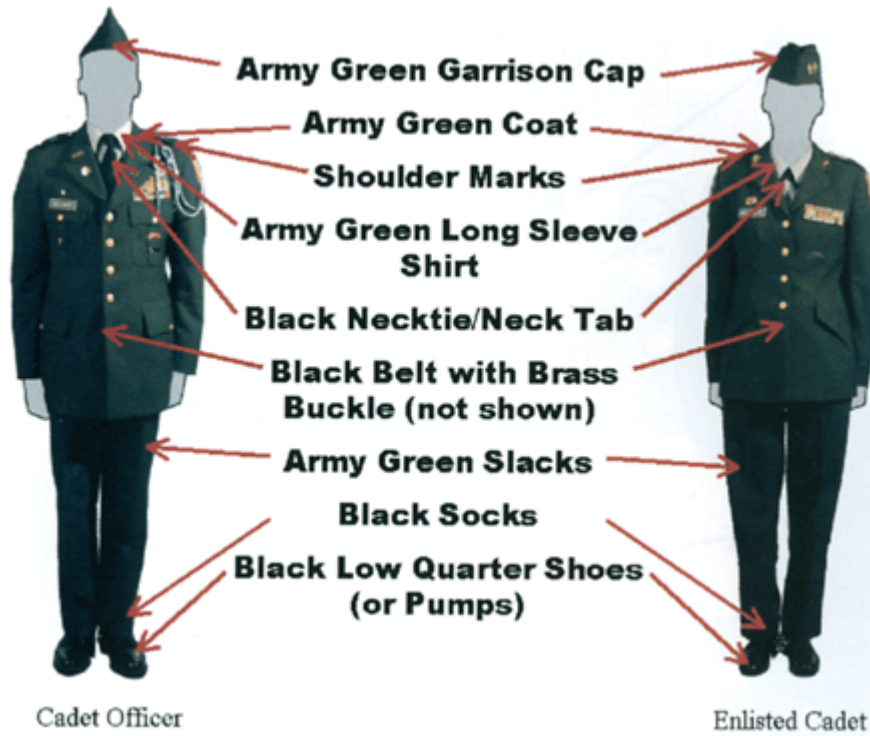 Army Green Garrison Cap
Army Green Coat
Shoulder Marks
Army Green Long Sleeve
Shirt
Black Necktie/Neck Tab
Black Belt with Brass
Buckle (not shown)
Army Green Slacks
Black Socks
Black Low Quarter Shoes
(or Pumps)
Cadet Officer
Enlisted Cadet